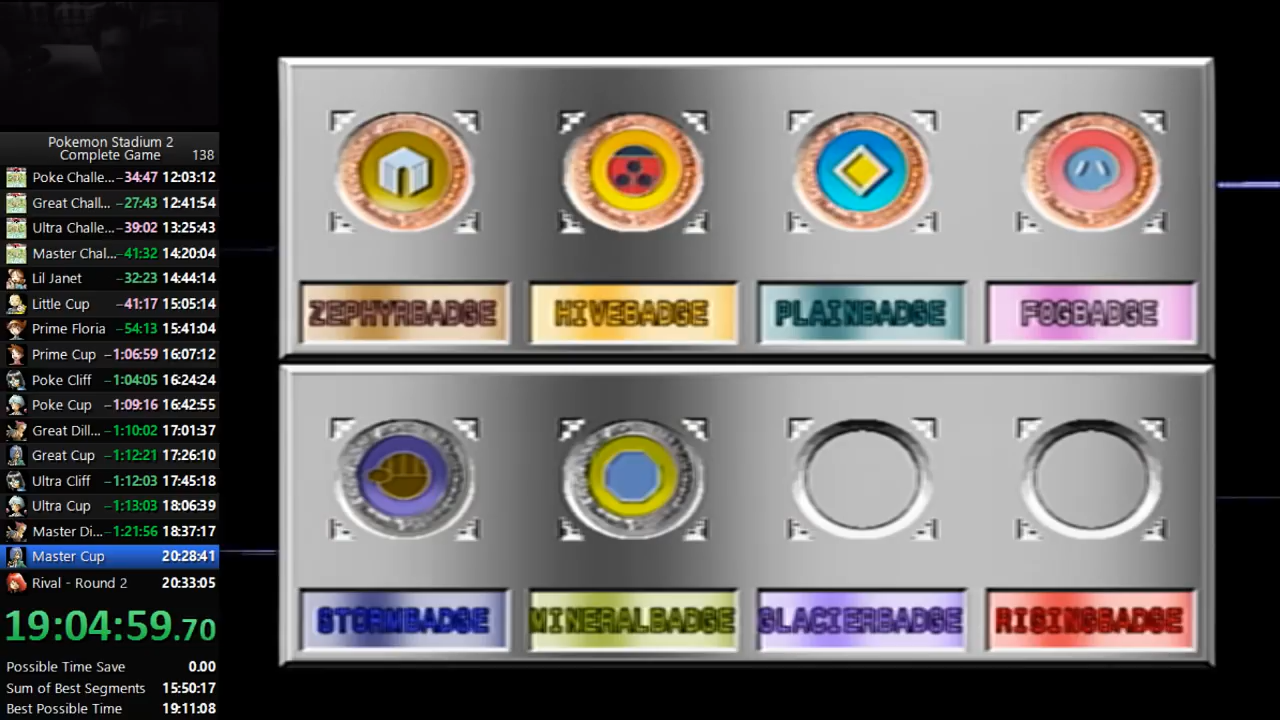 Pokemon Stadium 2
Complete Game 138
Poke Challe... -34:47 12:03:12
Great Chall... -27:43 12:41:54
Ultra Challe... -39:02 13:25:43
Master Chal... -41:32 14:20:04
Lil Janet -32:23 14:44:14
Little Cup -41:17 15:05:14
Prime Floria -54:13 15:41:04
Prime Cup -1:06:59 16:07:12
Poke Cliff -1:04:05 16:24:24
Poke Cup -1:09:16 16:42:55
Great Dill... -1:10:02 17:01:37
Great Cup -1:12:21 17:26:10
Ultra Cliff -1:12:03 17:45:18
Ultra Cup -1:13:03 18:06:39
Master Di... -1:21:56 18:37:17
Master Cup 20:28:41
Rival - Round 2 20:33:05
19:04:59.70
Possible Time Save 0.00
Sum of Best Segments 15:50:17
Best Possible Time 19:11:08
ZEPHYRBADGE HIVEBADGE PLAINBADGE FOGBADGE
STORMBADGE MINERALBADGE GLACIERBADGE RISINGBADGE